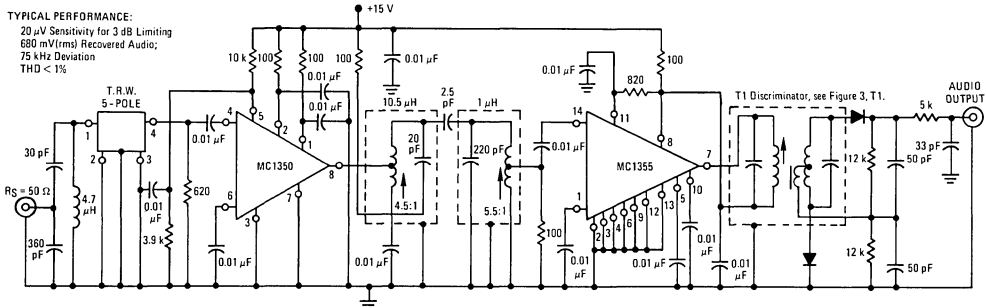 TYPICAL PERFORMANCE:
20 μV Sensitivity for 3 dB Limiting
680 mV(rms) Recovered Audio;
75 kHz Deviation
THD < 1%
+15 V
10 k
100
100
100
0.01 μF
0.01 μF
0.01 μF
T.R.W.
5-POLE
1
4
2
3
30 pF
RS = 50 Ω
360 pF
4.7 μH
0.01 μF
3.9 k
620
0.01 μF
4
5
2
1
MC1350
8
6
3
7
0.01 μF
10.5 μH
20 pF
4.5:1
0.01 μF
2.5 pF
1 μH
220 pF
5.5:1
0.01 μF
100
0.01 μF
0.01 μF
820
100
14
11
8
MC1355
7
1
2
3
4
6
9
12
13
5
10
0.01 μF
0.01 μF
0.01 μF
0.01 μF
T1 Discriminator, see Figure 3, T1.
12 k
12 k
50 pF
50 pF
5 k
33 pF
AUDIO
OUTPUT